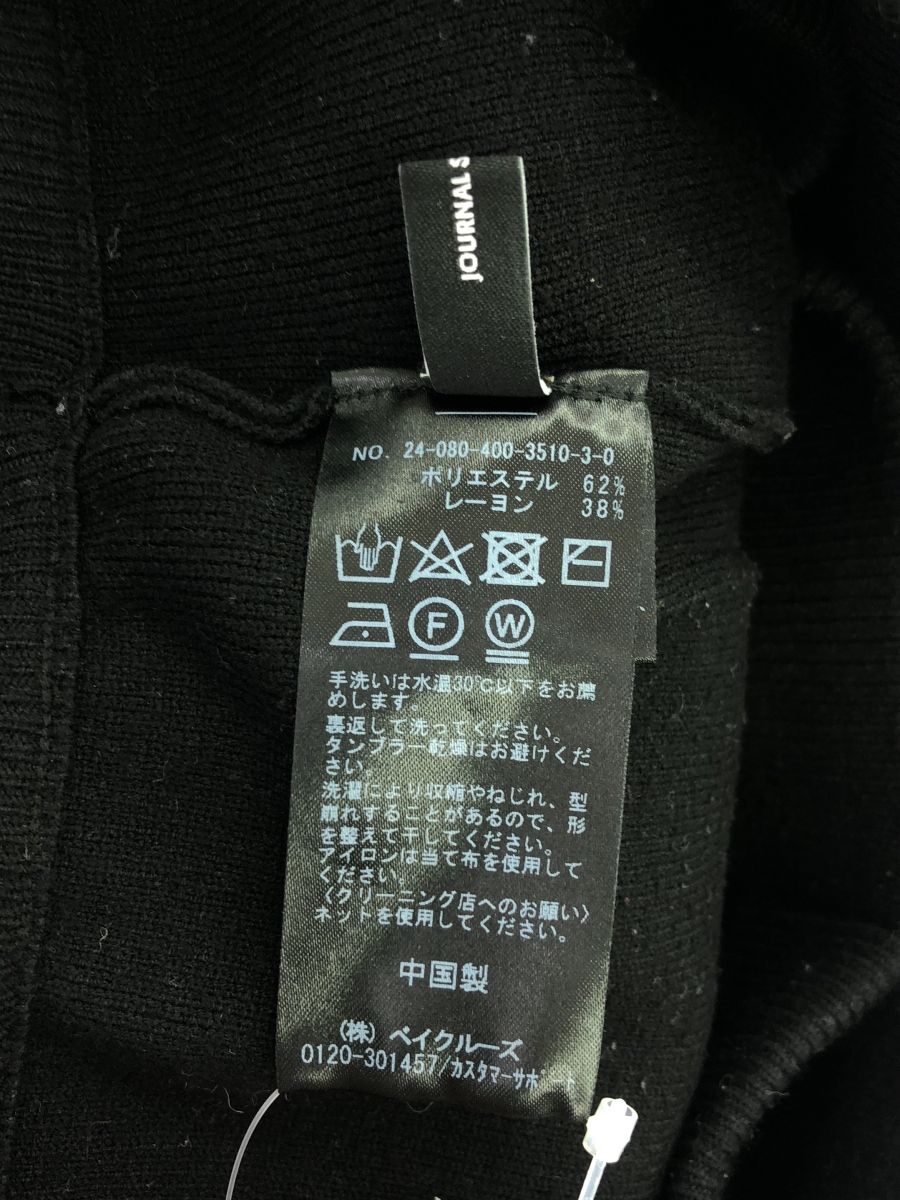 JOURNAL S
NO. 24-080-400-3510-3-0
ポリエステル 62%
レーヨン 38%
F W
手洗いは水温30℃以下をお薦
めします。
裏返して洗ってください。
タンブラー乾燥はお避けくだ
さい。
洗濯により収縮やねじれ、型
崩れすることがあるので、形
を整えて干してください。
アイロンは当て布を使用して
ください。
〈クリーニング店へのお願い〉
ネットを使用してください。
中国製
(株) ベイクルーズ
0120-301457/カスタマーサポート